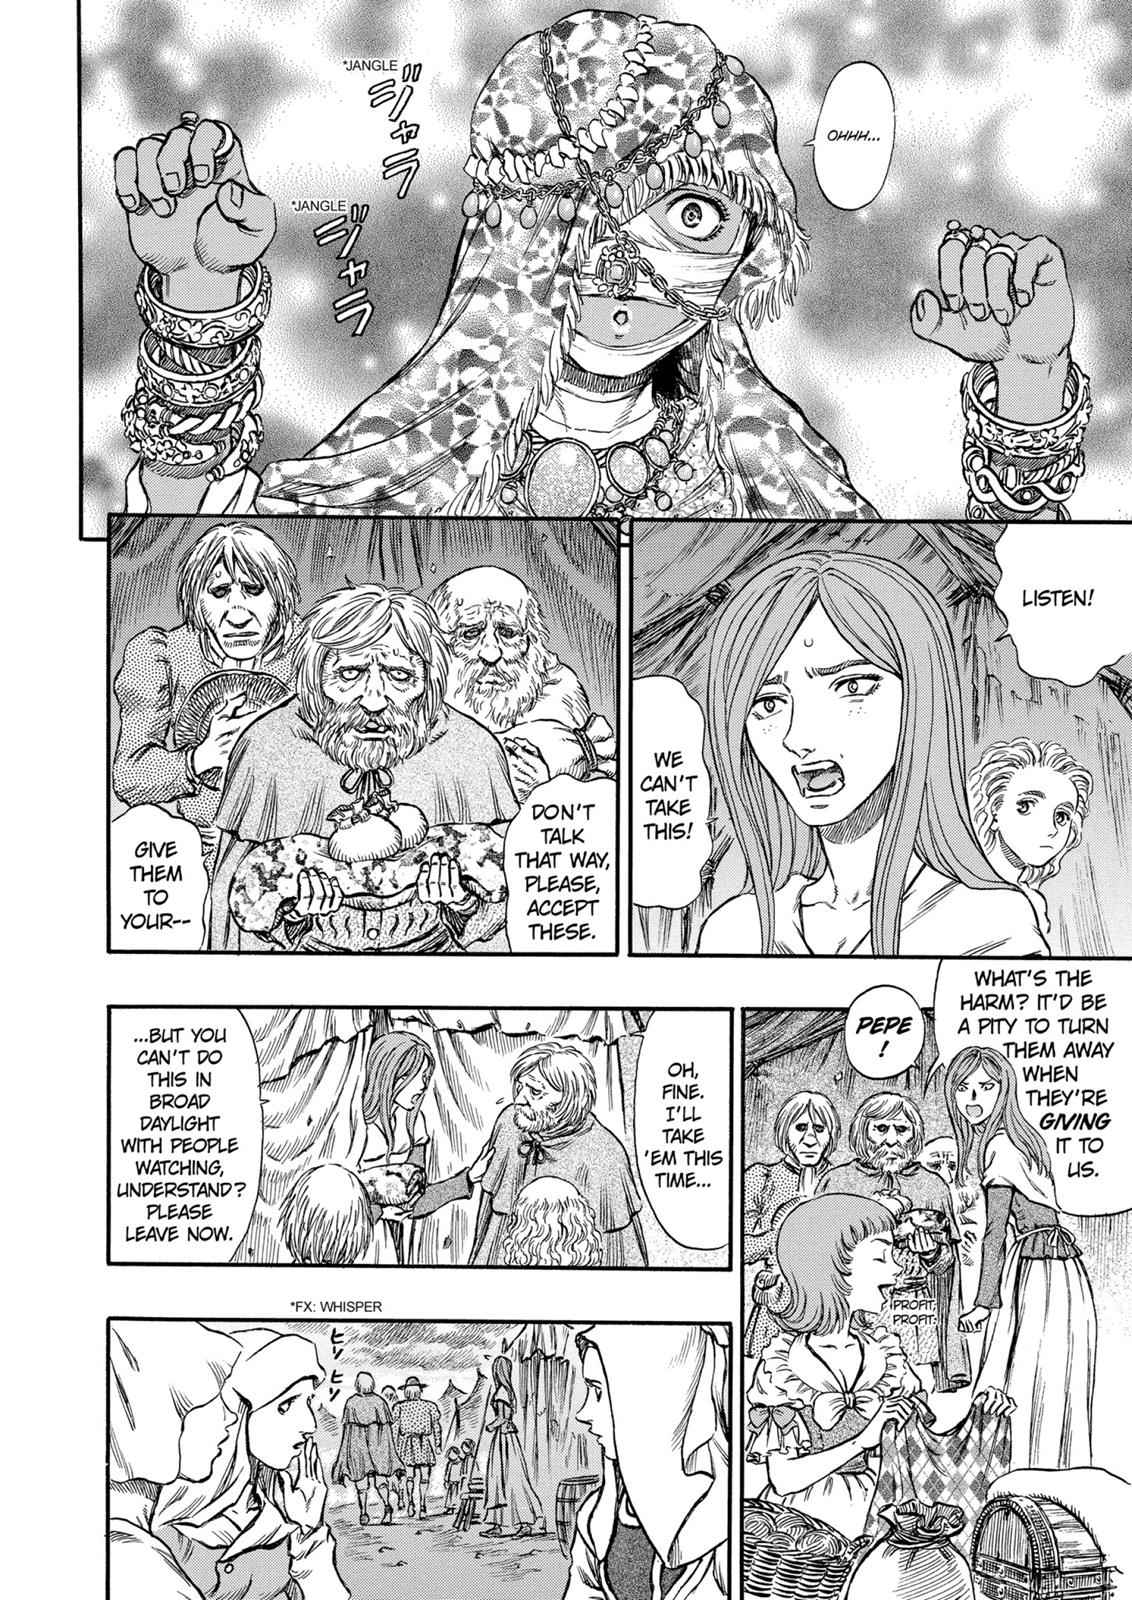 *JANGLE
ジャラ
*JANGLE
ジャラ
OHHH...
LISTEN!
WE
CAN'T
TAKE
THIS!
DON'T
TALK
THAT WAY,
PLEASE,
ACCEPT
THESE.
GIVE
THEM
TO
YOUR--
WHAT'S THE
HARM? IT'D BE
A PITY TO TURN
THEM AWAY
WHEN
THEY'RE
GIVING
IT TO
US.
PEPE
!
PROFIT,
PROFIT.
OH,
FINE.
I'LL
TAKE
'EM THIS
TIME...
...BUT YOU
CAN'T DO
THIS IN
BROAD
DAYLIGHT
WITH PEOPLE
WATCHING,
UNDERSTAND?
PLEASE
LEAVE NOW.
*FX: WHISPER
ヒソヒソ